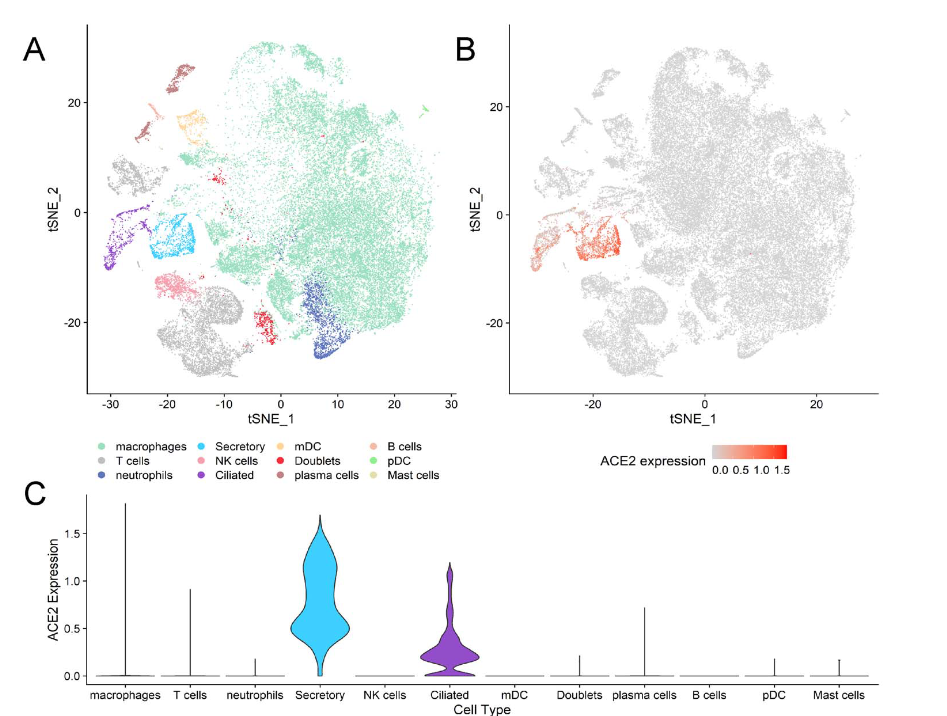 A
B
20
0
-20
tSNE_2
-30
-20
-10
0
10
20
30
tSNE_1
20
0
-20
tSNE_2
-20
0
20
tSNE_1
macrophages Secretory mDC B cells
T cells NK cells Doublets pDC
neutrophils Ciliated plasma cells Mast cells
ACE2 expression
0.0 0.5 1.0 1.5
C
1.5
1.0
0.5
0.0
ACE2 Expression
macrophages T cells neutrophils Secretory NK cells Ciliated mDC Doublets plasma cells B cells pDC Mast cells
Cell Type